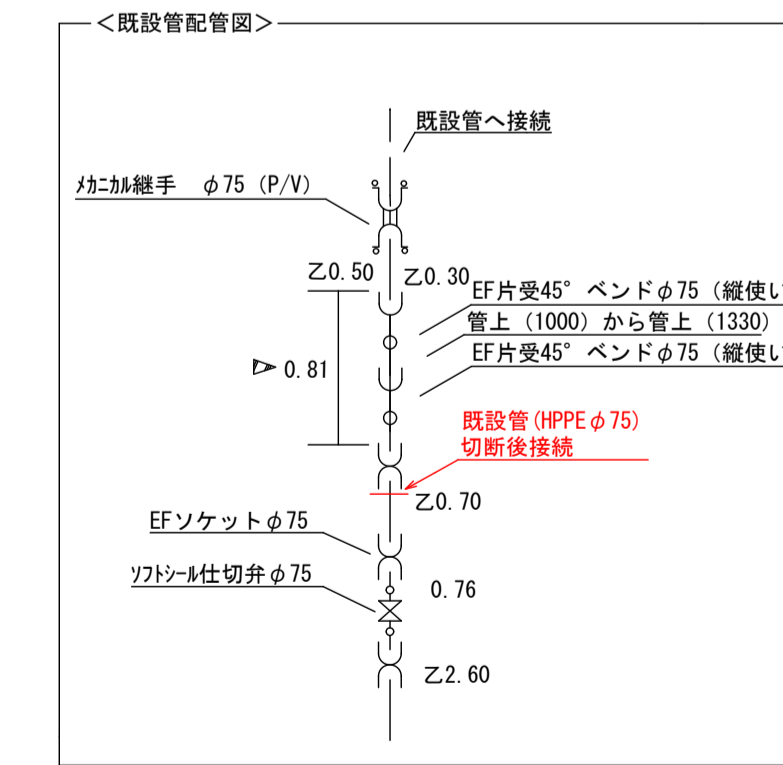 ＜既設管配管図＞
既設管へ接続
ﾒｶﾆｶﾙ継手　φ75（P/V）
乙0.50
乙0.30
EF片受45°ベンドφ75（縦使い
管上（1000）から管上（1330）
EF片受45°ベンドφ75（縦使い
0.81
既設管(HPPEφ75)
切断後接続
乙0.70
EFソケットφ75
ｿﾌﾄｼｰﾙ仕切弁φ75
0.76
乙2.60